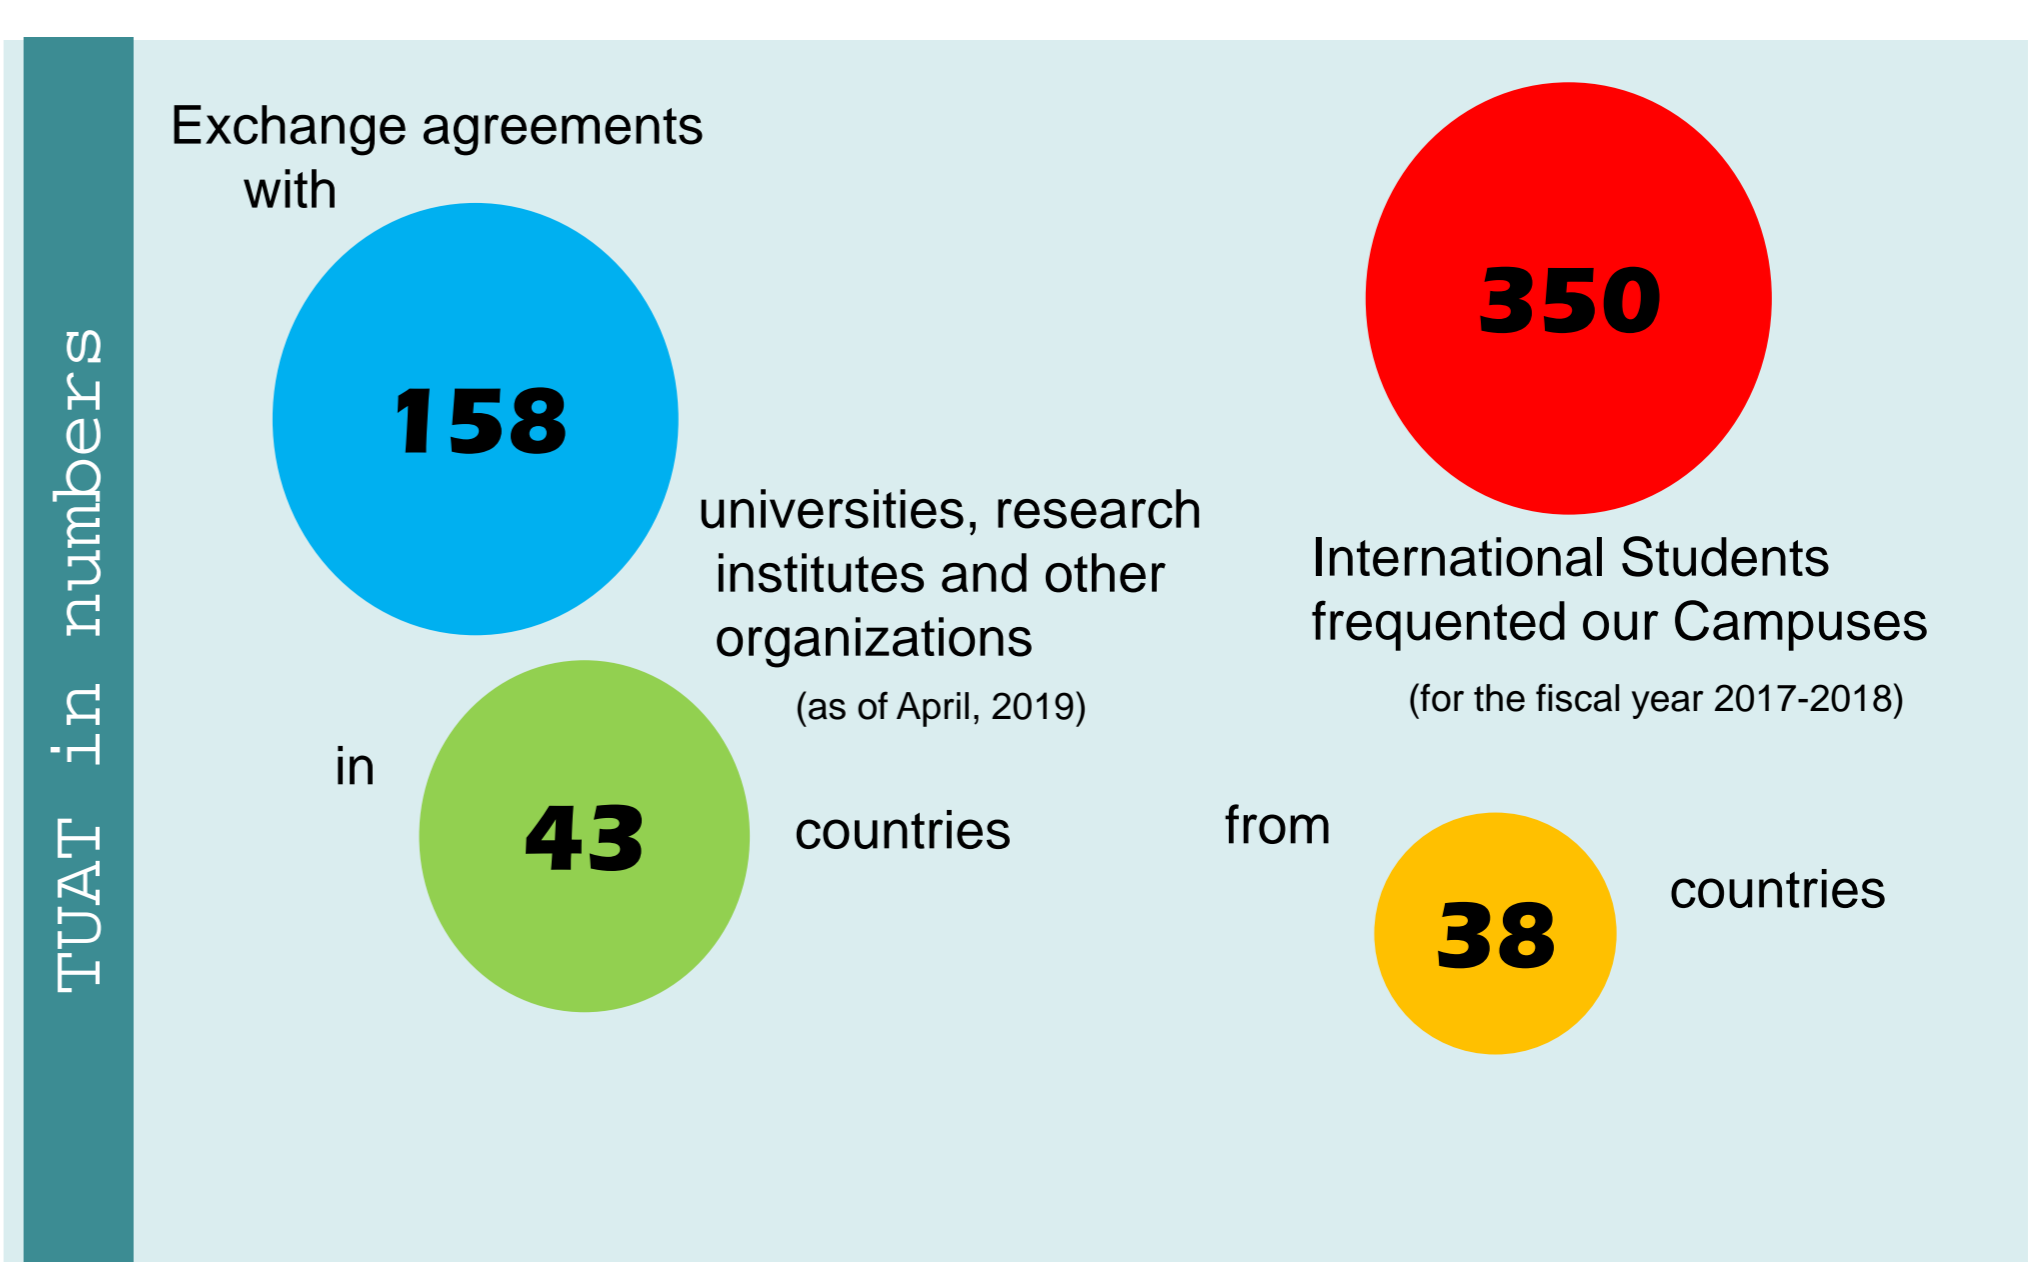 TUAT in numbers
Exchange agreements
with
158
universities, research
institutes and other
organizations
(as of April, 2019)
in
43
countries
350
International Students
frequented our Campuses
(for the fiscal year 2017-2018)
from
38
countries